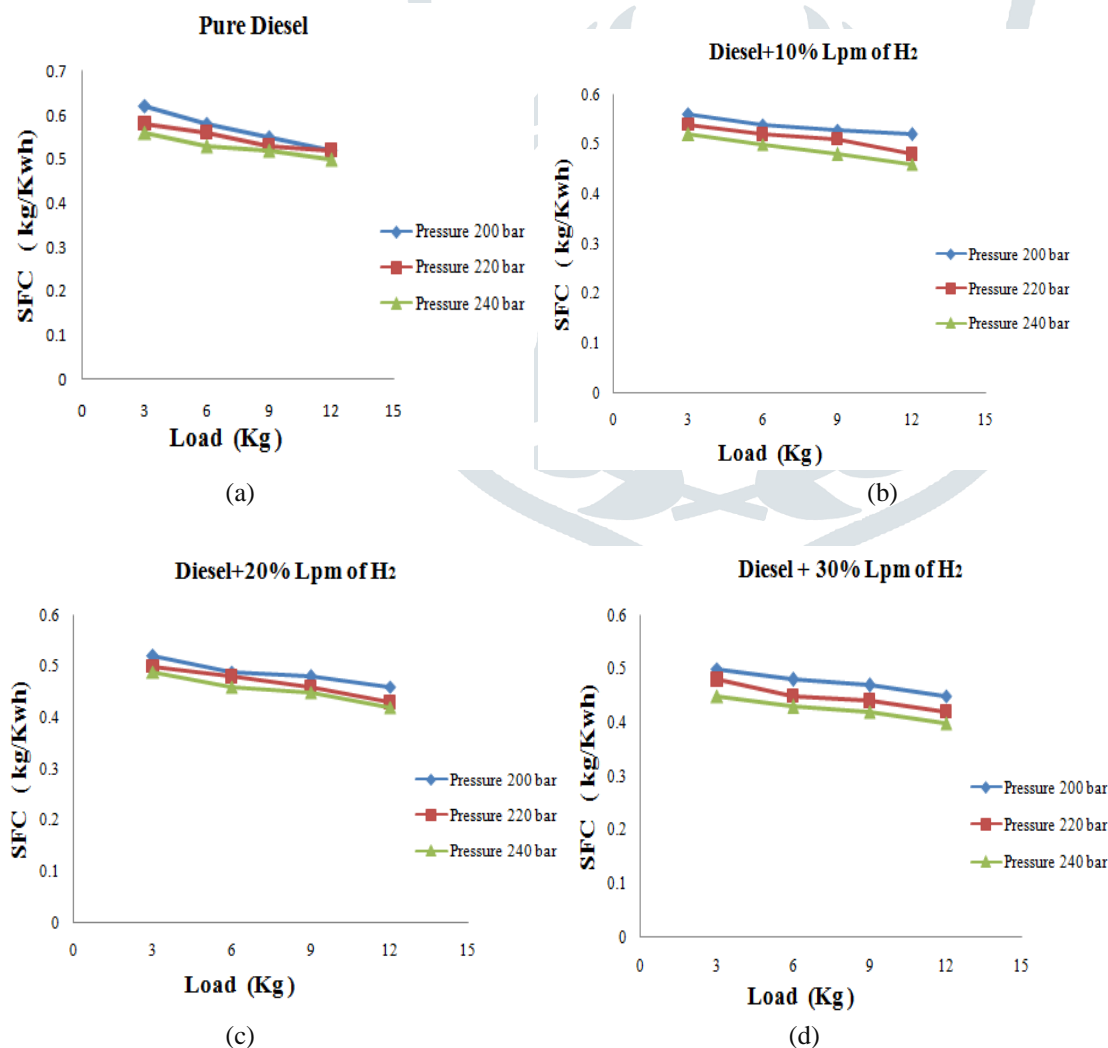 Pure Diesel
0.7
0.6
0.5
0.4
0.3
0.2
0.1
0
SFC ( kg/Kwh)
Pressure 200 bar
Pressure 220 bar
Pressure 240 bar
0 3 6 9 12 15
Load (Kg)
(a)
Diesel+10% Lpm of H2
0.6
0.5
0.4
0.3
0.2
0.1
0
SFC ( kg/Kwh)
Pressure 200 bar
Pressure 220 bar
Pressure 240 bar
0 3 6 9 12 15
Load (Kg)
(b)
Diesel+20% Lpm of H2
0.6
0.5
0.4
0.3
0.2
0.1
0
SFC ( kg/Kwh)
Pressure 200 bar
Pressure 220 bar
Pressure 240 bar
0 3 6 9 12 15
Load (Kg)
(c)
Diesel + 30% Lpm of H2
0.6
0.5
0.4
0.3
0.2
0.1
0
SFC ( kg/Kwh)
Pressure 200 bar
Pressure 220 bar
Pressure 240 bar
0 3 6 9 12 15
Load (Kg)
(d)